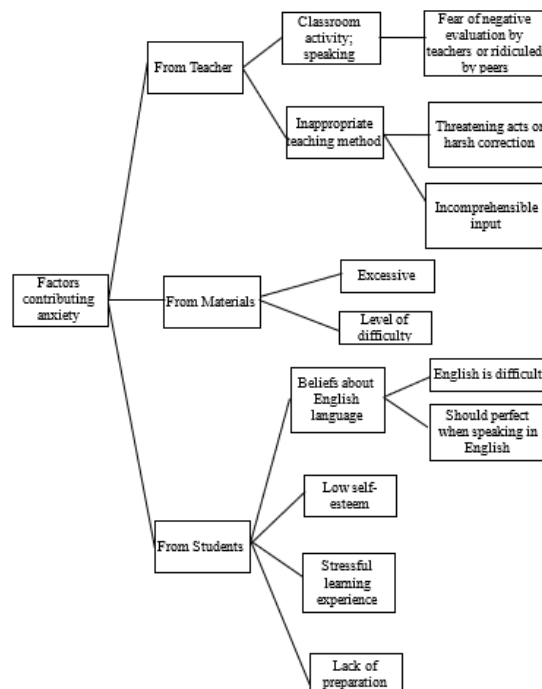 Classroom
activity;
speaking
Fear of negative
evaluation by
teachers or ridiculed
by peers
From Teacher
Inappropriate
teaching method
Threatening acts or
harsh correction
Incomprehensible
input
Factors
contributing
anxiety
From Materials
Excessive
Level of
difficulty
Beliefs about
English
language
English is difficult
Should perfect
when speaking in
English
From Students
Low self-
esteem
Stressful
learning
experience
Lack of
preparation